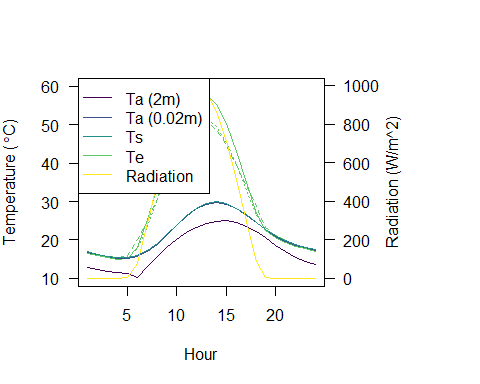 Ta (2m)
Ta (0.02m)
Ts
Te
Radiation
60
50
40
30
20
10
1000
800
600
400
200
0
5
10
15
20
Temperature (°C)
Radiation (W/m^2)
Hour